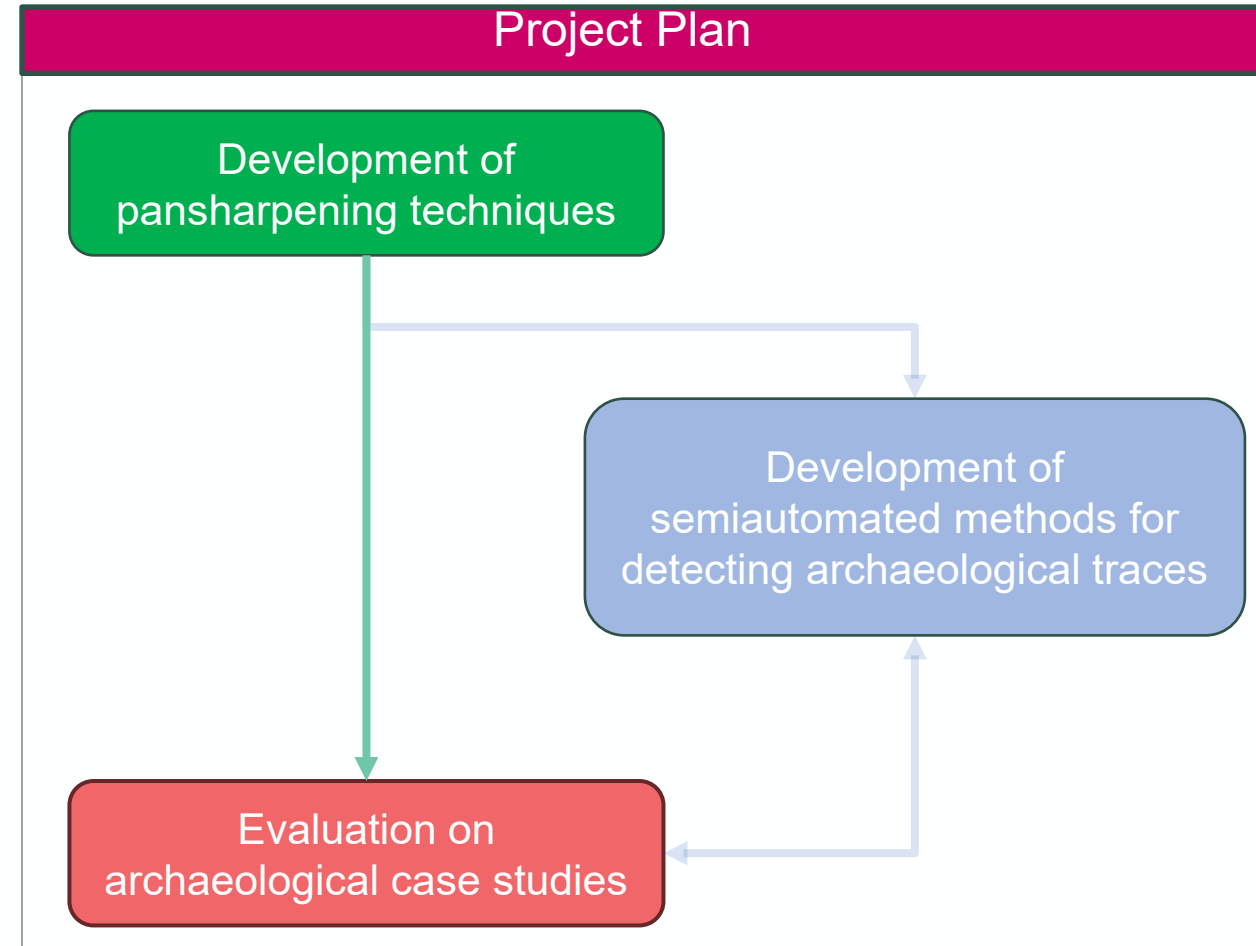 Project Plan
Development of
pansharpening techniques
Development of
semiautomated methods for
detecting archaeological traces
Evaluation on
archaeological case studies